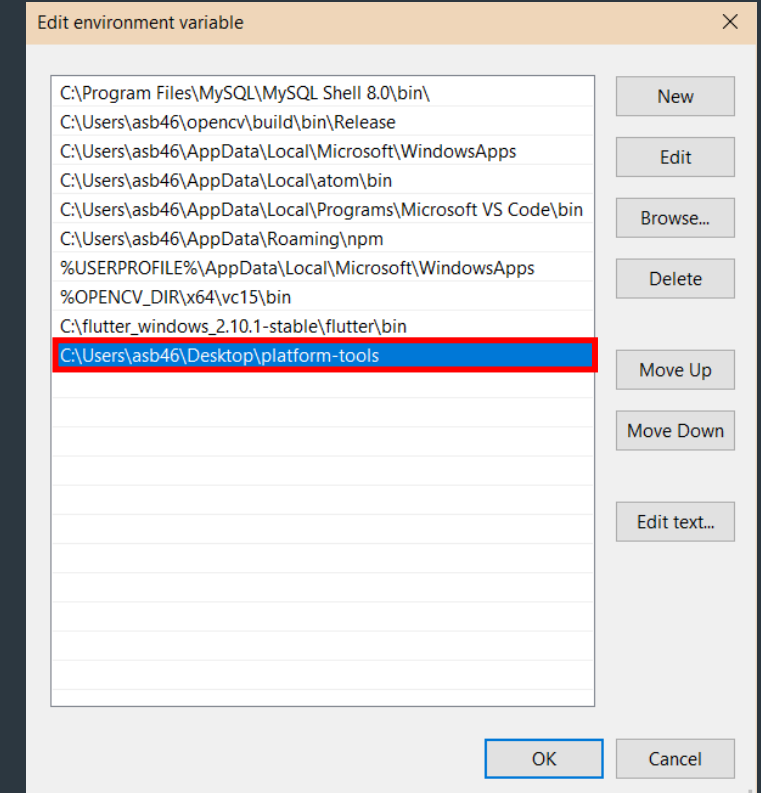 Edit environment variable
C:\Program Files\MySQL\MySQL Shell 8.0\bin\
C:\Users\asb46\opencv\build\bin\Release
C:\Users\asb46\AppData\Local\Microsoft\WindowsApps
C:\Users\asb46\AppData\Local\atom\bin
C:\Users\asb46\AppData\Local\Programs\Microsoft VS Code\bin
C:\Users\asb46\AppData\Roaming\npm
%USERPROFILE%\AppData\Local\Microsoft\WindowsApps
%OPENCV_DIR\x64\vc15\bin
C:\flutter_windows_2.10.1-stable\flutter\bin
C:\Users\asb46\Desktop\platform-tools
New
Edit
Browse...
Delete
Move Up
Move Down
Edit text...
OK
Cancel